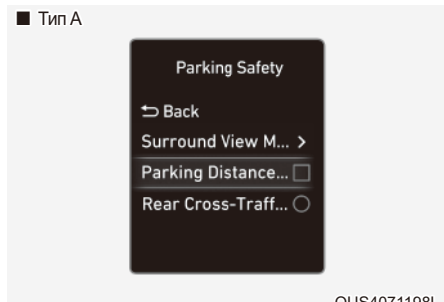 ■ Тип A
Parking Safety
⮌ Back
Surround View M... >
Parking Distance...
Rear Cross-Traff...